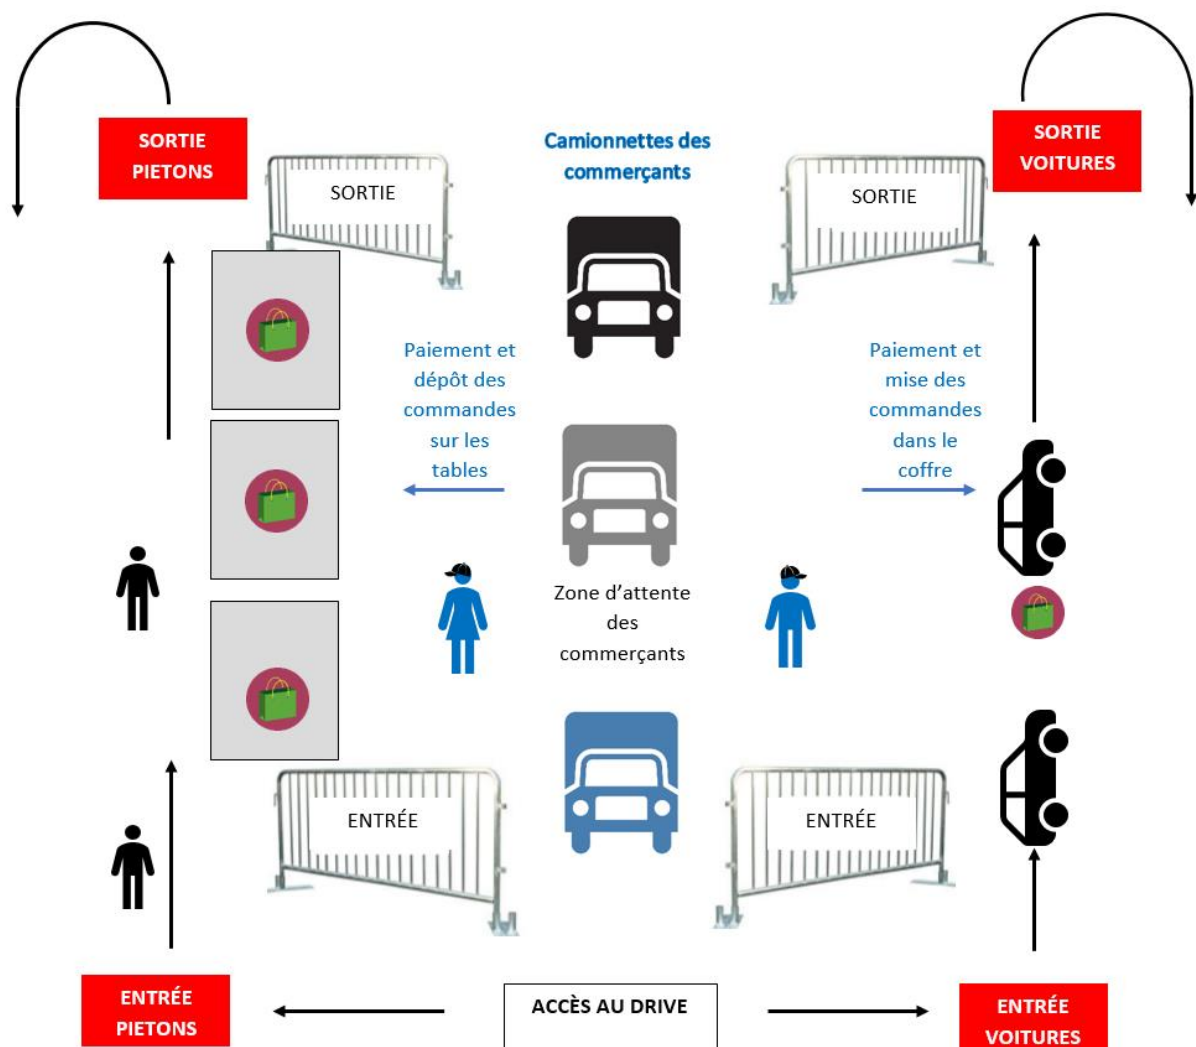 SORTIE
PIETONS
SORTIE
Camionnettes des
commerçants
SORTIE
SORTIE
VOITURES
Paiement et
dépôt des
commandes
sur les
tables
Paiement et
mise des
commandes
dans le
coffre
Zone d’attente
des
commerçants
ENTRÉE
ENTRÉE
ENTRÉE
PIETONS
ACCÈS AU DRIVE
ENTRÉE
VOITURES